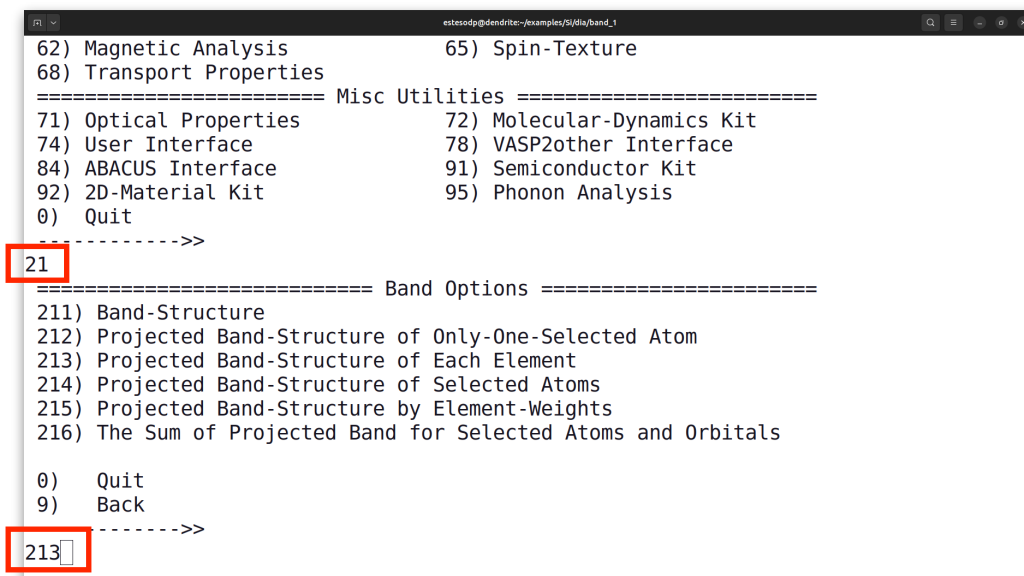 estesodp@dendrite:~/examples/Si/dia/band_1
62) Magnetic Analysis 65) Spin-Texture
68) Transport Properties
======================== Misc Utilities =========================
71) Optical Properties 72) Molecular-Dynamics Kit
74) User Interface 78) VASP2other Interface
84) ABACUS Interface 91) Semiconductor Kit
92) 2D-Material Kit 95) Phonon Analysis
0) Quit
------------>>
21
============================ Band Options =======================
211) Band-Structure
212) Projected Band-Structure of Only-One-Selected Atom
213) Projected Band-Structure of Each Element
214) Projected Band-Structure of Selected Atoms
215) Projected Band-Structure by Element-Weights
216) The Sum of Projected Band for Selected Atoms and Orbitals
0) Quit
9) Back
-------->>
213